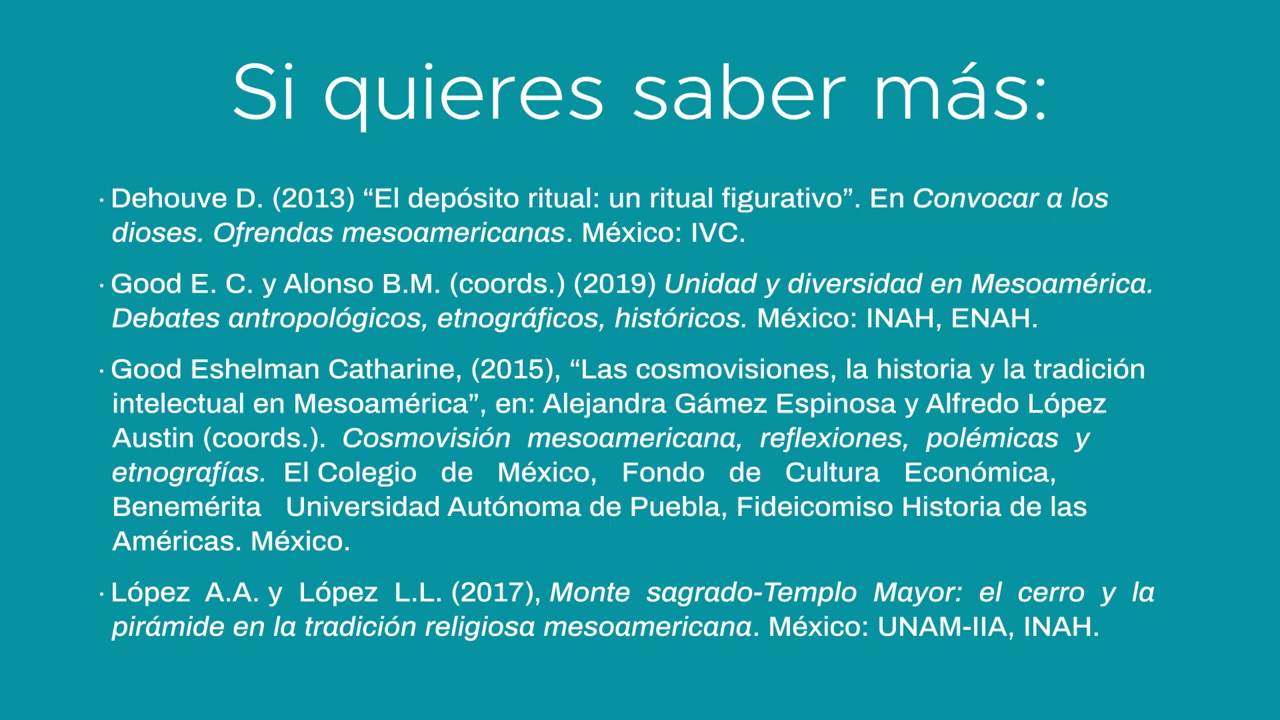 Si quieres saber más:
· Dehouve D. (2013) “El depósito ritual: un ritual figurativo”. En Convocar a los
dioses. Ofrendas mesoamericanas. México: IVC.
· Good E. C. y Alonso B.M. (coords.) (2019) Unidad y diversidad en Mesoamérica.
Debates antropológicos, etnográficos, históricos. México: INAH, ENAH.
· Good Eshelman Catharine, (2015), “Las cosmovisiones, la historia y la tradición
intelectual en Mesoamérica”, en: Alejandra Gámez Espinosa y Alfredo López
Austin (coords.). Cosmovisión mesoamericana, reflexiones, polémicas y
etnografías. El Colegio de México, Fondo de Cultura Económica,
Benemérita Universidad Autónoma de Puebla, Fideicomiso Historia de las
Américas. México.
· López A.A. y López L.L. (2017), Monte sagrado-Templo Mayor: el cerro y la
pirámide en la tradición religiosa mesoamericana. México: UNAM-IIA, INAH.